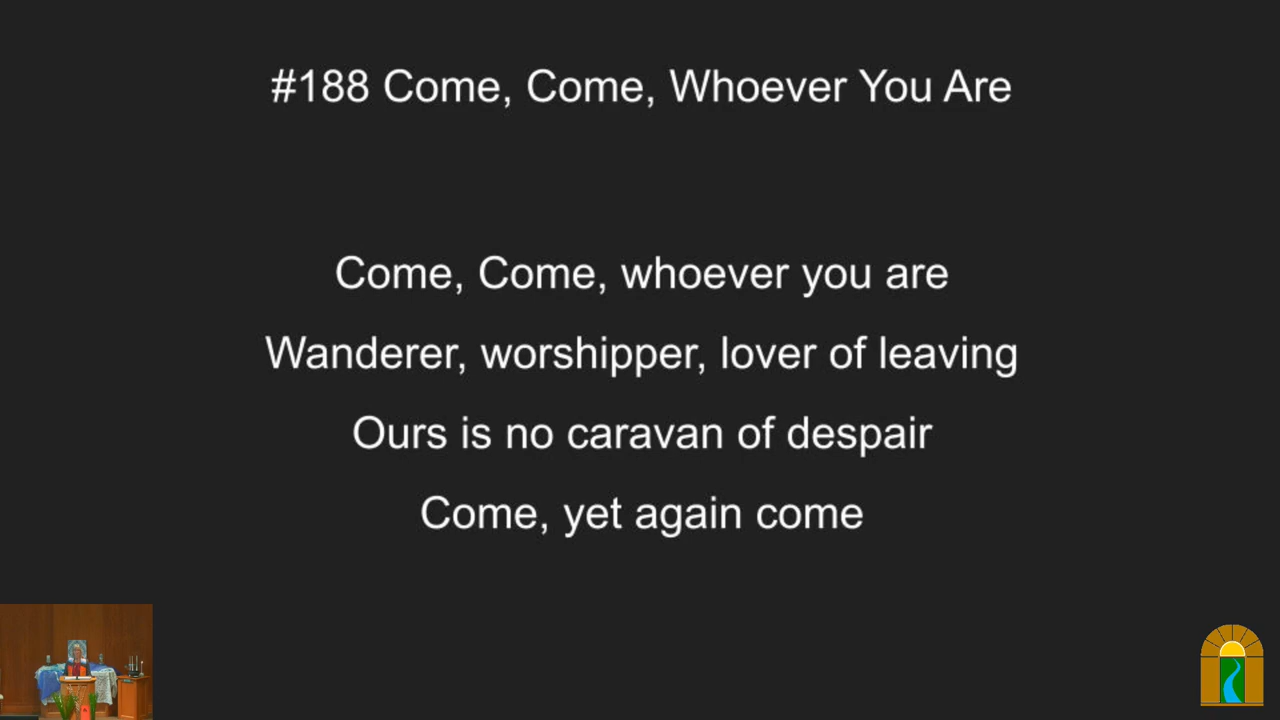 #188 Come, Come, Whoever You Are
Come, Come, whoever you are
Wanderer, worshipper, lover of leaving
Ours is no caravan of despair
Come, yet again come